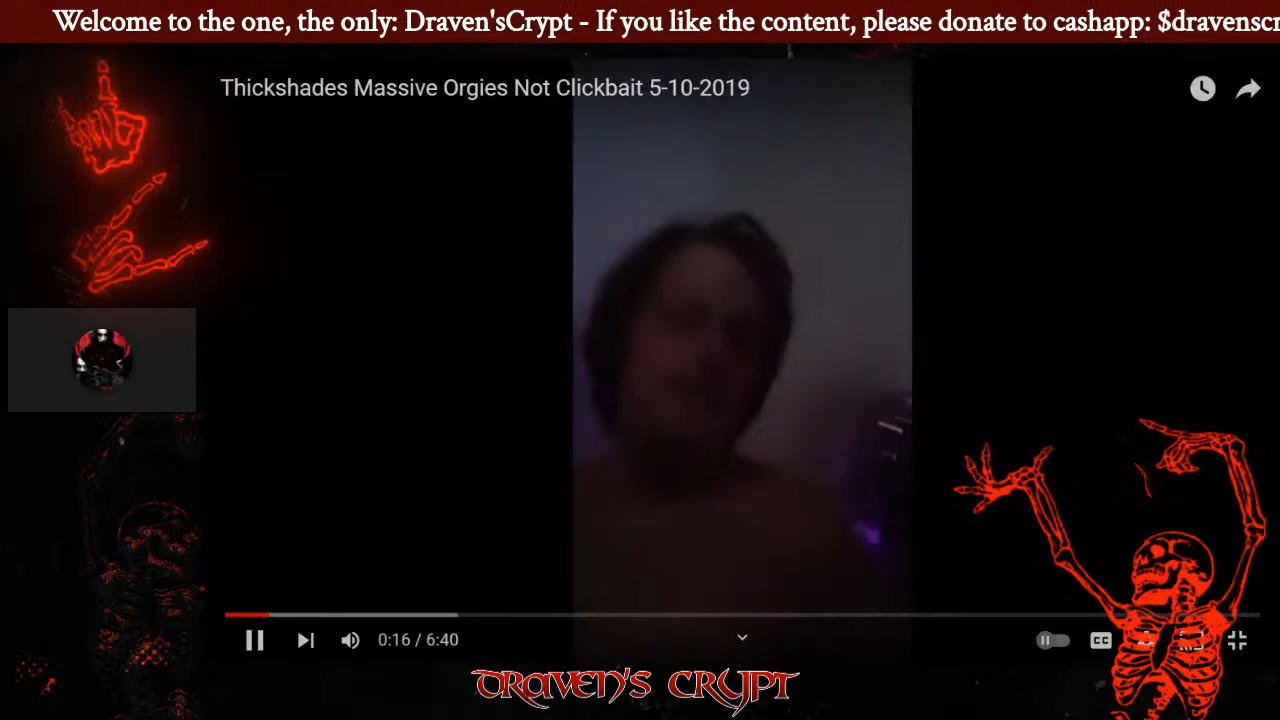 Welcome to the one, the only: Draven'sCrypt - If you like the content, please donate to cashapp: $dravenscr
Thickshades Massive Orgies Not Clickbait 5-10-2019
0:16 / 6:40
CC
DRAVEN'S CRYPT